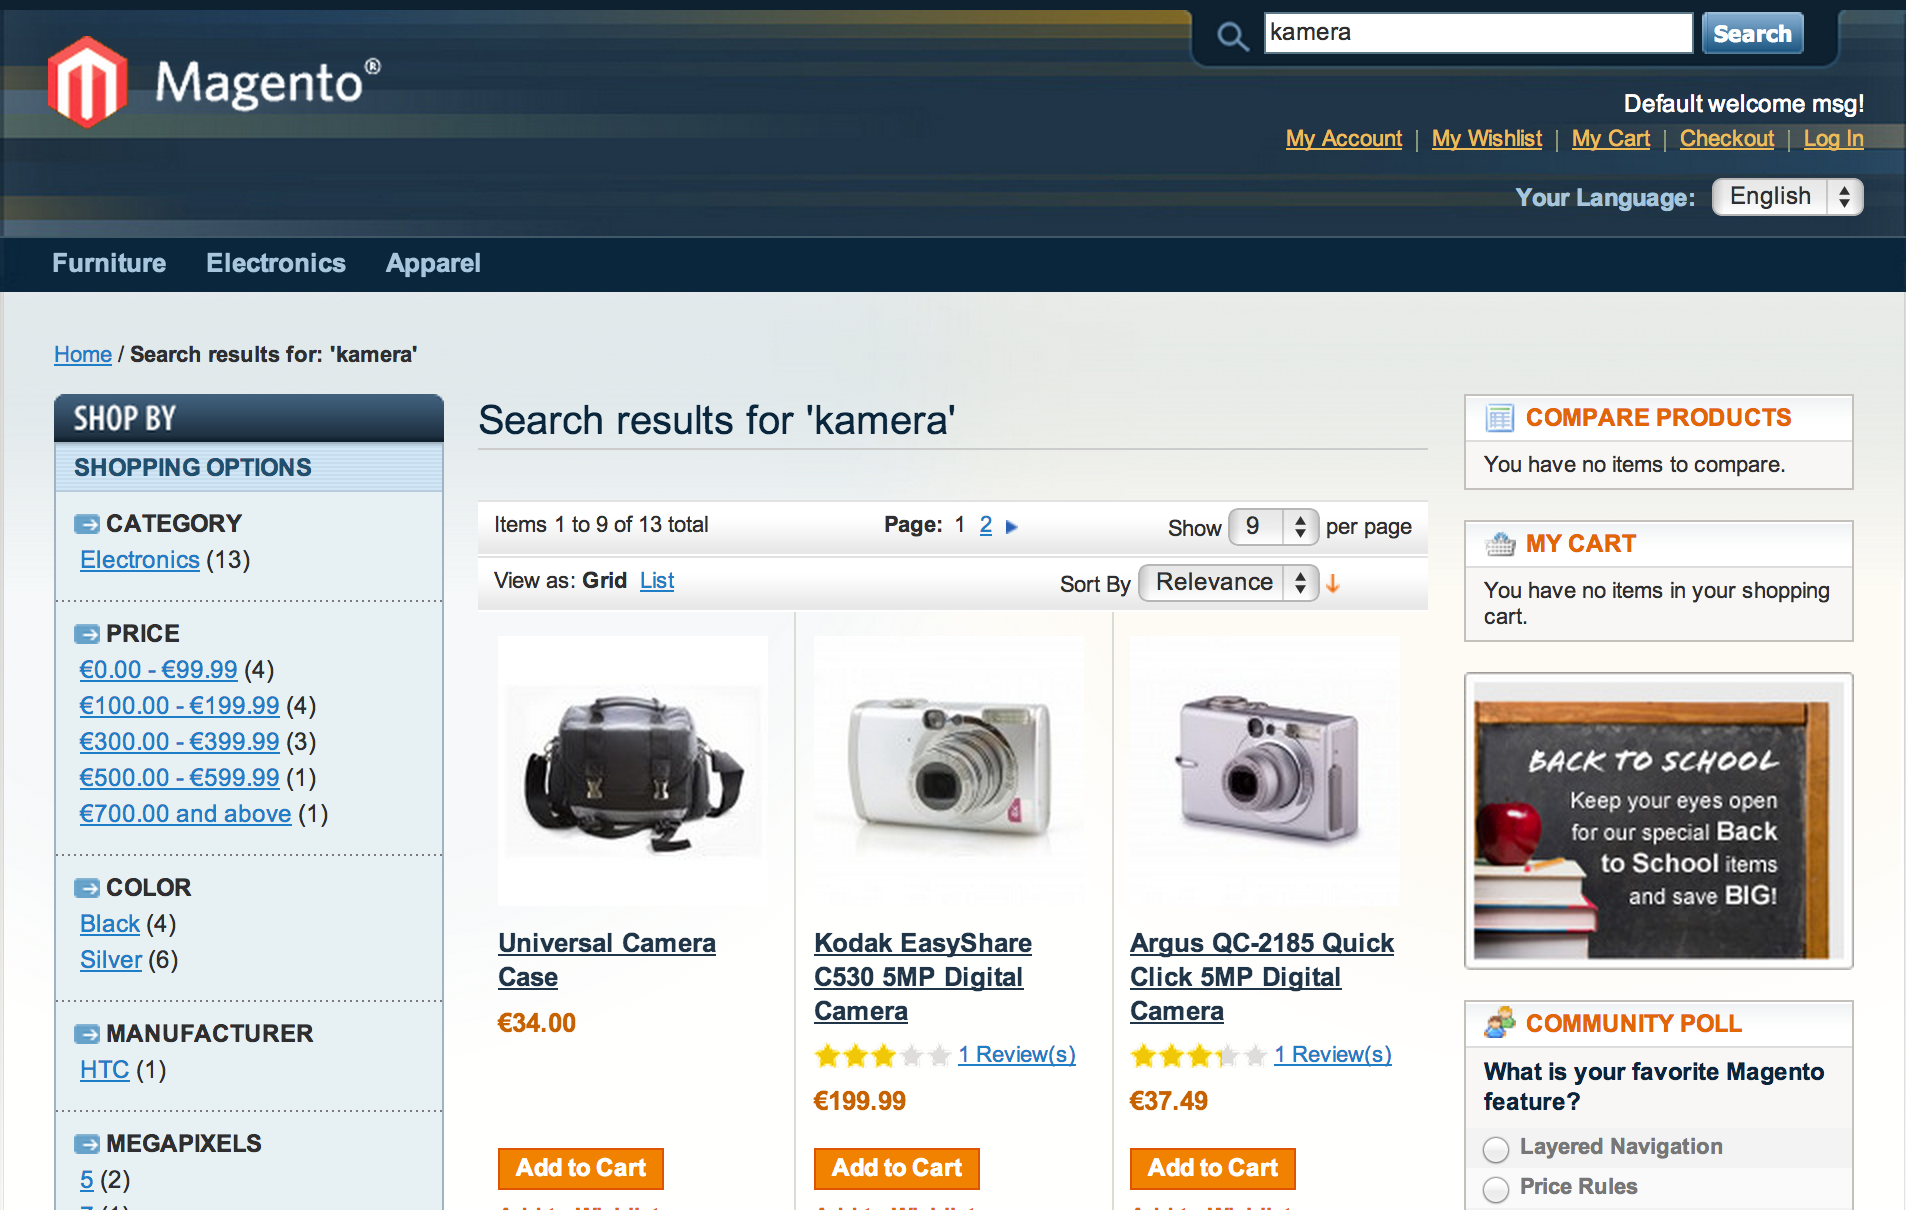 kamera
Search
Magento®
Default welcome msg!
My Account | My Wishlist | My Cart | Checkout | Log In
Your Language: English
Furniture Electronics Apparel
Home / Search results for: 'kamera'
SHOP BY
SHOPPING OPTIONS
CATEGORY
Electronics (13)
PRICE
€0.00 - €99.99 (4)
€100.00 - €199.99 (4)
€300.00 - €399.99 (3)
€500.00 - €599.99 (1)
€700.00 and above (1)
COLOR
Black (4)
Silver (6)
MANUFACTURER
HTC (1)
MEGAPIXELS
5 (2)
Search results for 'kamera'
Items 1 to 9 of 13 total
Page: 1 2
Show 9 per page
View as: Grid List
Sort By Relevance
Universal Camera
Case
€34.00
Add to Cart
Kodak EasyShare
C530 5MP Digital
Camera
1 Review(s)
€199.99
Add to Cart
Argus QC-2185 Quick
Click 5MP Digital
Camera
1 Review(s)
€37.49
Add to Cart
COMPARE PRODUCTS
You have no items to compare.
MY CART
You have no items in your shopping
cart.
BACK TO SCHOOL
Keep your eyes open
for our special Back
to School items
and save BIG!
COMMUNITY POLL
What is your favorite Magento
feature?
Layered Navigation
Price Rules